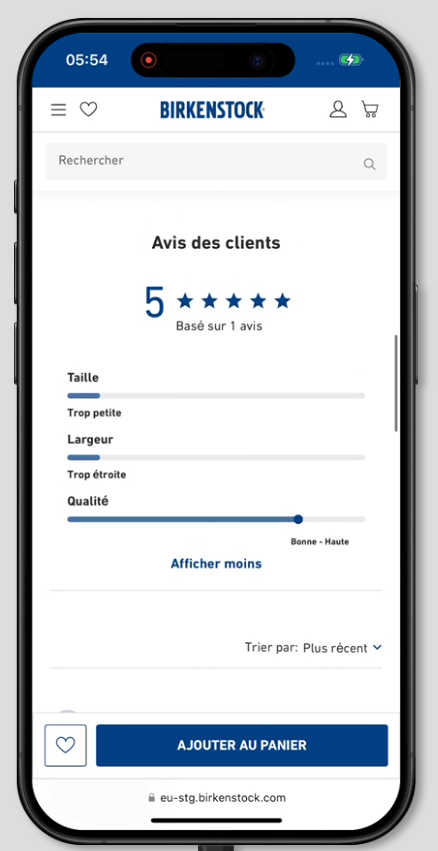 05:54
BIRKENSTOCK
Rechercher
Avis des clients
5
Basé sur 1 avis
Taille
Trop petite
Largeur
Trop étroite
Qualité
Bonne - Haute
Afficher moins
Trier par: Plus récent
AJOUTER AU PANIER
eu-stg.birkenstock.com